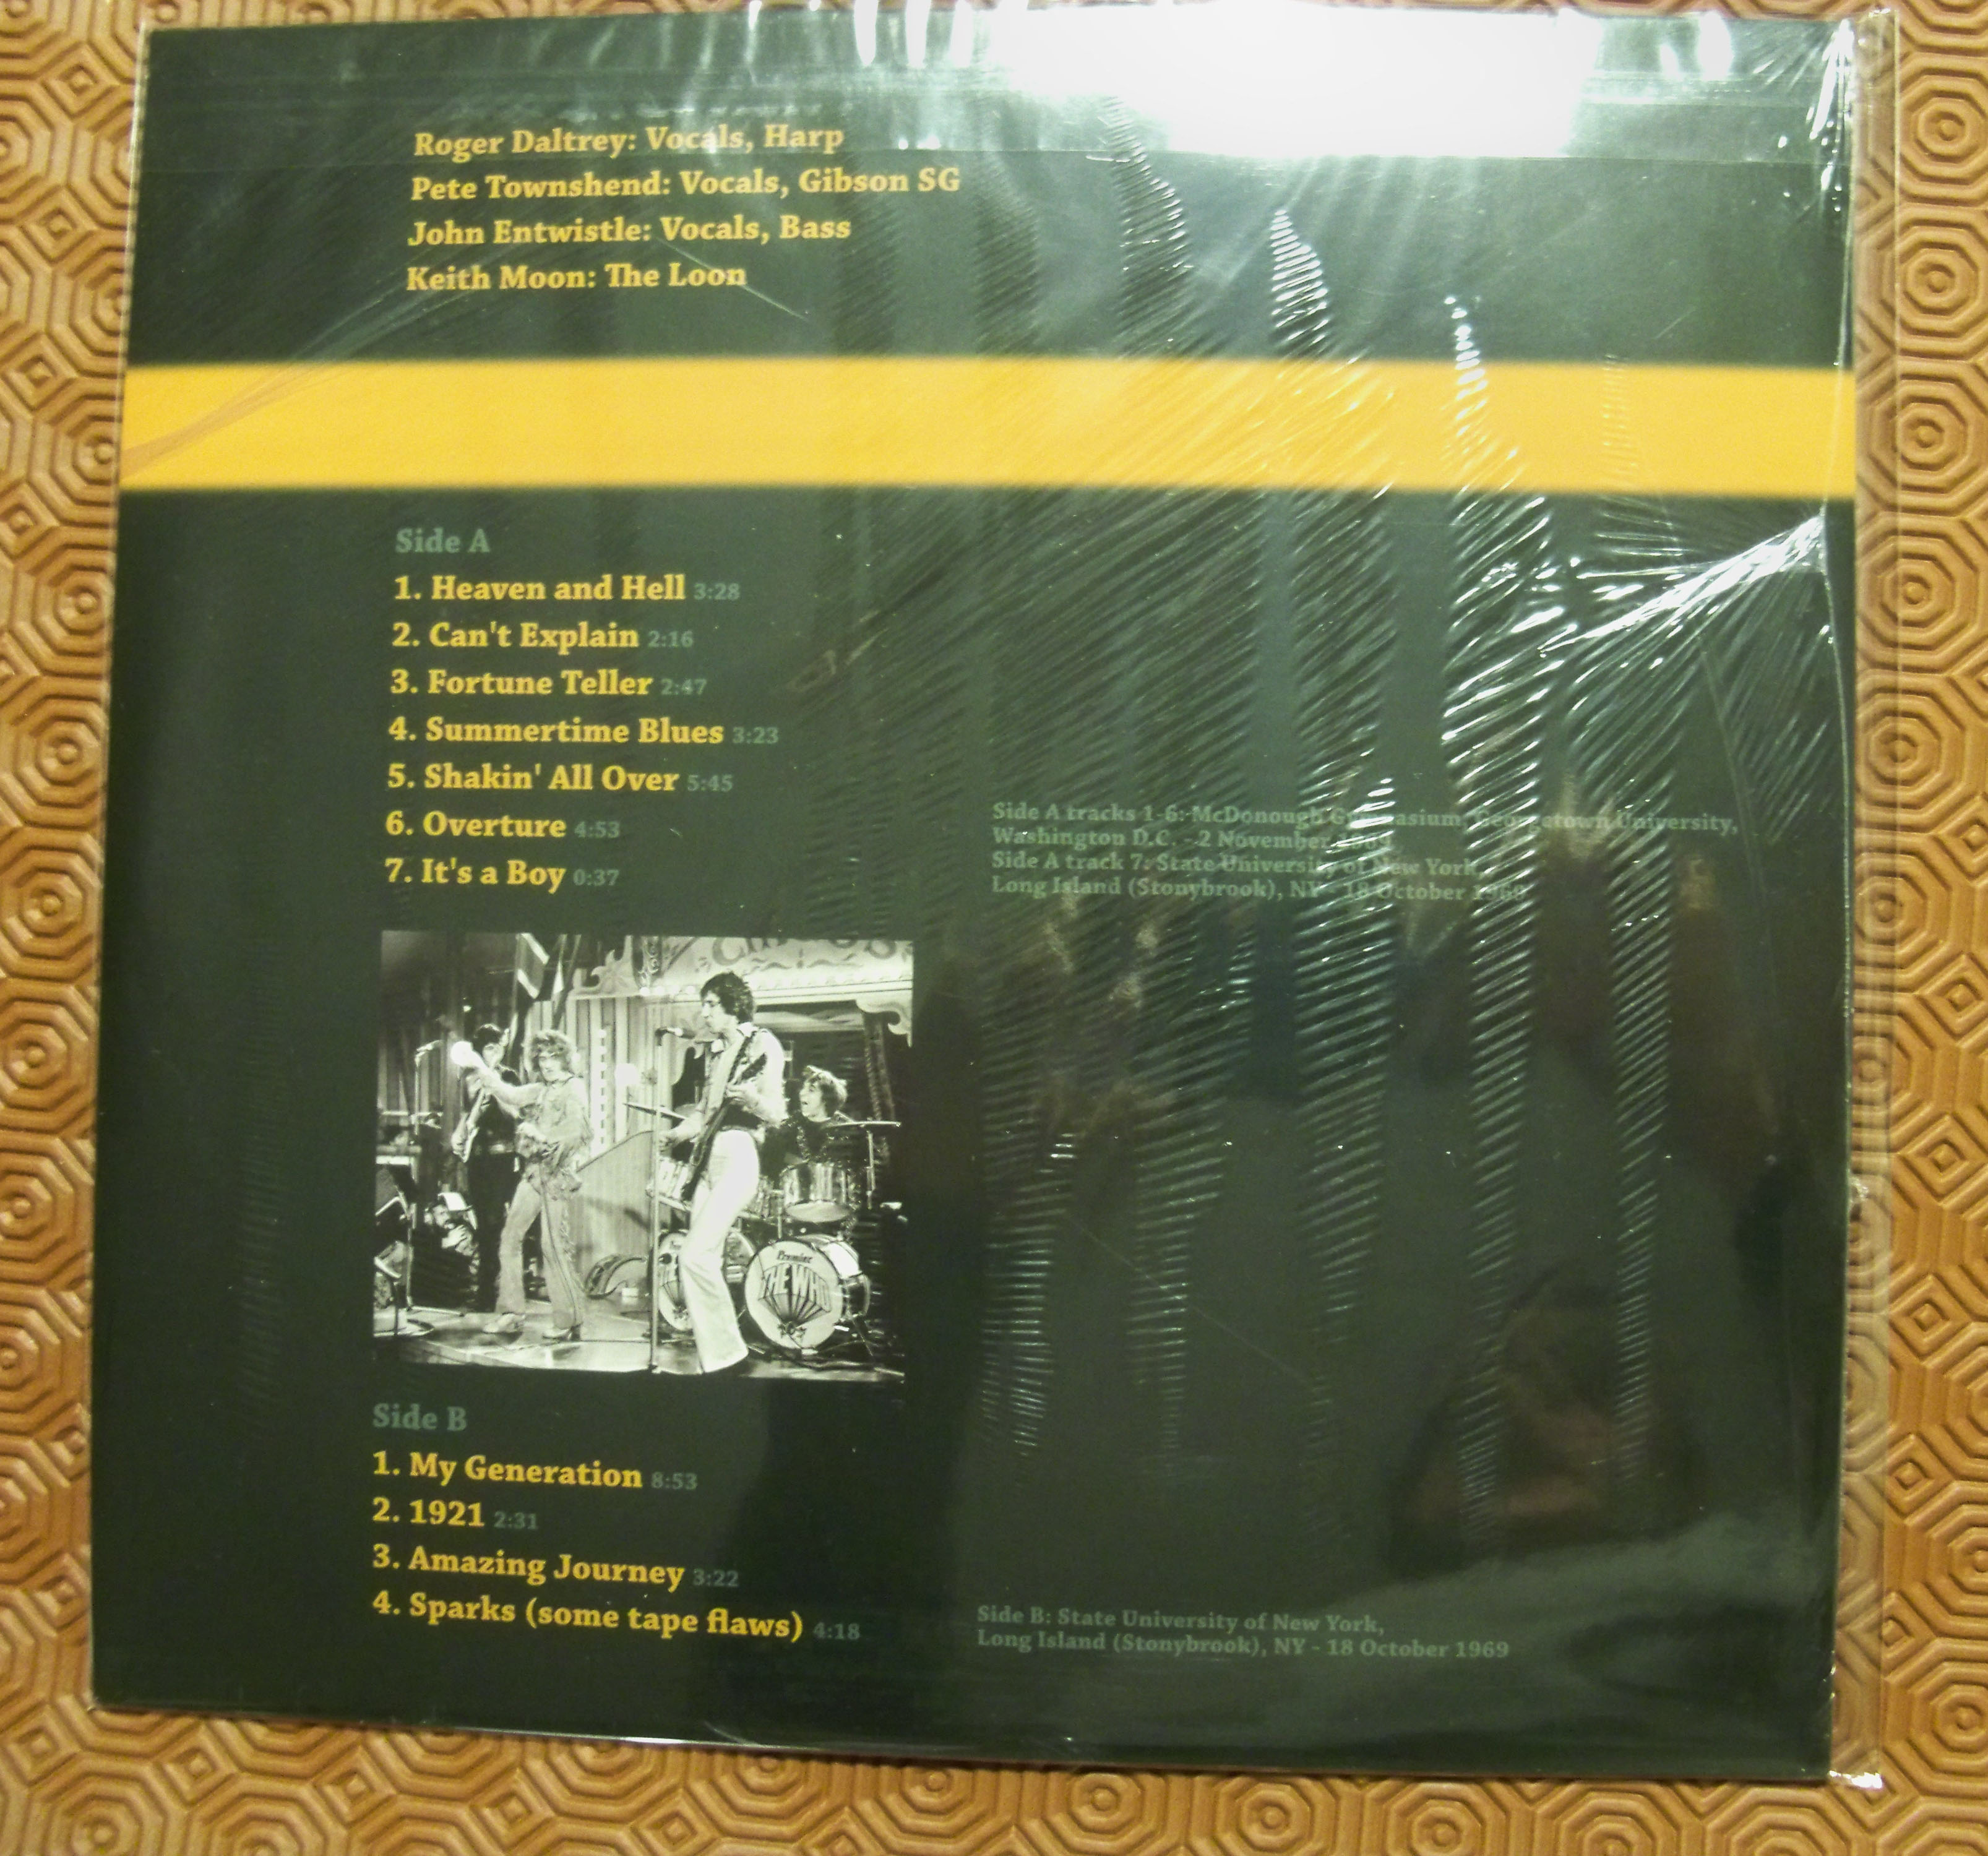 Roger Daltrey: Vocals, Harp
Pete Townshend: Vocals, Gibson SG
John Entwistle: Vocals, Bass
Keith Moon: The Loon
Side A
1. Heaven and Hell 3:28
2. Can't Explain 2:16
3. Fortune Teller 2:47
4. Summertime Blues 3:23
5. Shakin' All Over 5:45
6. Overture 4:53
7. It's a Boy 0:37
Side A tracks 1-6: McDonough Gymnasium, Georgetown University,
Washington D.C. - 2 November 1969
Side A track 7: State University of New York,
Long Island (Stonybrook), NY - 18 October 1969
Premier
THE WHO
Side B
1. My Generation 8:53
2. 1921 2:31
3. Amazing Journey 3:22
4. Sparks (some tape flaws) 4:18
Side B: State University of New York,
Long Island (Stonybrook), NY - 18 October 1969